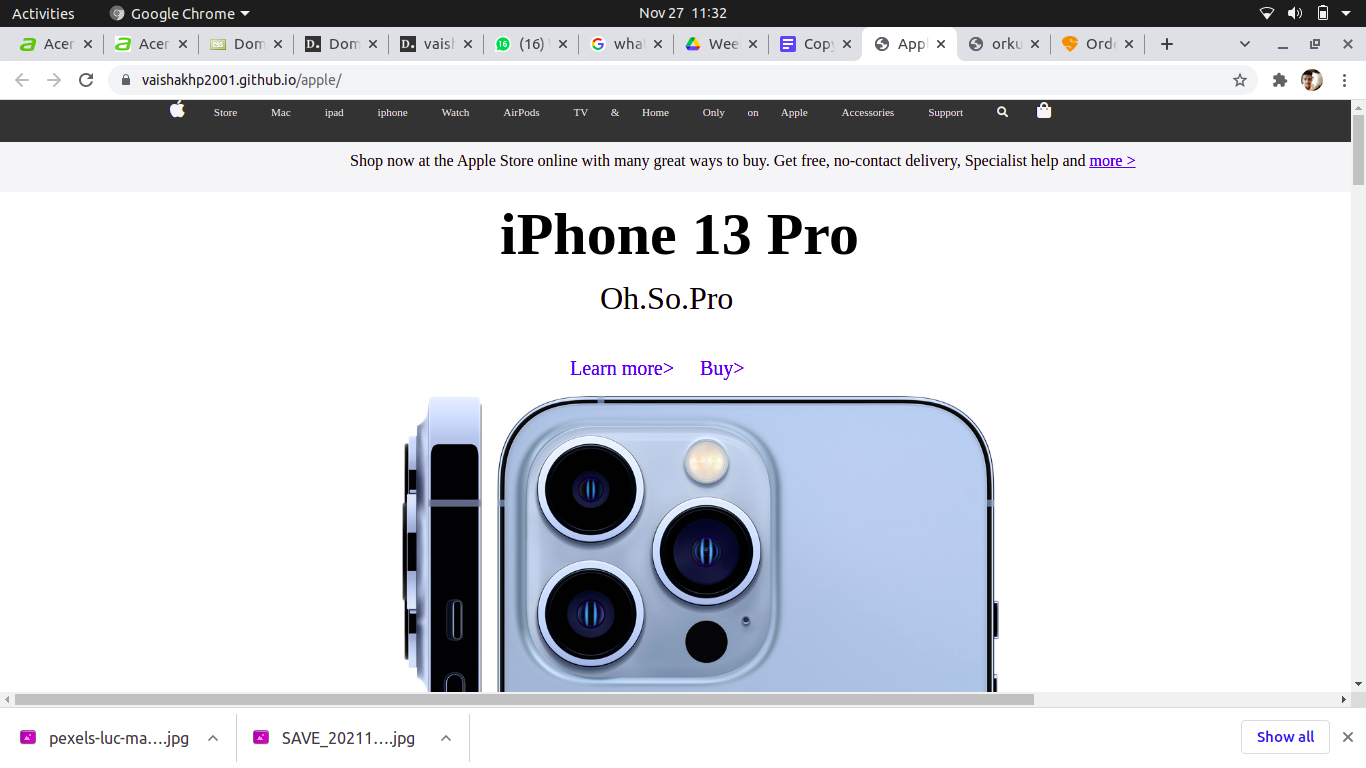 Activities Google Chrome Nov 27 11:32
Acer Acer Dom Dom vais (16) wha Wee Copy Appl orku Orde
vaishakhp2001.github.io/apple/
Store Mac ipad iphone Watch AirPods TV & Home Only on Apple Accessories Support
Shop now at the Apple Store online with many great ways to buy. Get free, no-contact delivery, Specialist help and more >
iPhone 13 Pro
Oh.So.Pro
Learn more> Buy>
pexels-luc-ma....jpg SAVE_20211....jpg Show all